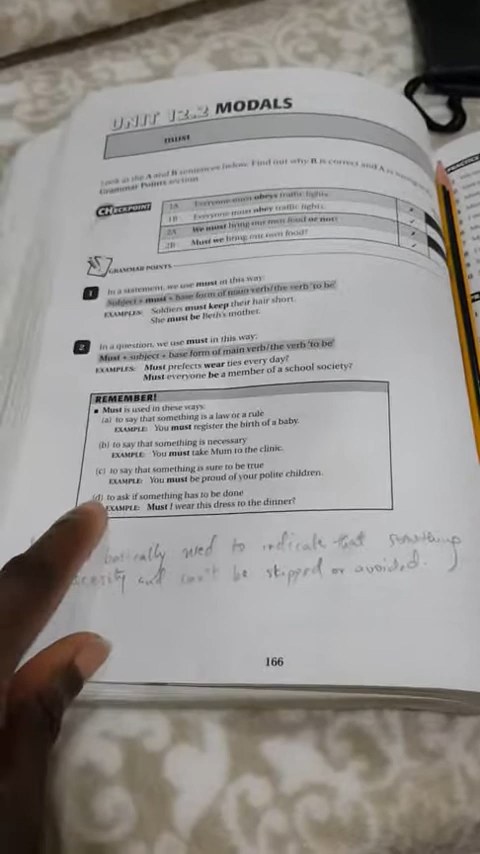 UNIT 12.2 MODALS
must
Look at the A and B sentences below. Find out why B is correct and A is wrong in the
Grammar Points section.
CHECKPOINT
1A Everyone must obeys traffic lights.
1B Everyone must obey traffic lights. ✓
2A We must bring our own food or not?
2B Must we bring our own food? ✓
GRAMMAR POINTS
1 In a statement, we use must in this way:
Subject + must + base form of main verb/the verb 'to be'
EXAMPLES: Soldiers must keep their hair short.
She must be Beth's mother.
2 In a question, we use must in this way:
Must + subject + base form of main verb/the verb 'to be'
EXAMPLES: Must prefects wear ties every day?
Must everyone be a member of a school society?
REMEMBER!
• Must is used in these ways:
(a) to say that something is a law or a rule
EXAMPLE: You must register the birth of a baby.
(b) to say that something is necessary
EXAMPLE: You must take Mum to the clinic.
(c) to say that something is sure to be true
EXAMPLE: You must be proud of your polite children.
(d) to ask if something has to be done
EXAMPLE: Must I wear this dress to the dinner?
basically used to indicate that something
and can't be skipped or avoided.
166
PRACTICE